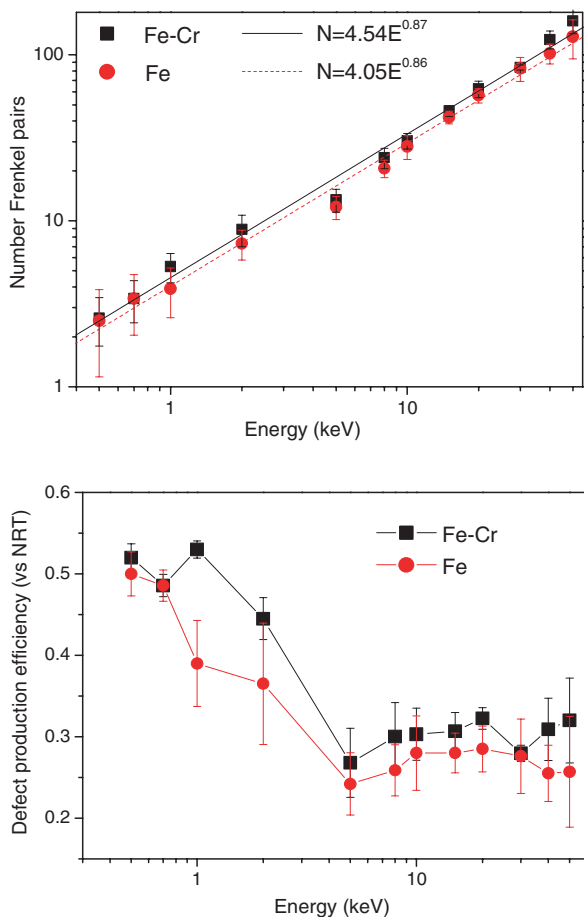 Fe-Cr
N=4.54E^0.87
Fe
N=4.05E^0.86
100
10
1
Number Frenkel pairs
1
10
Energy (keV)
0.6
0.5
0.4
0.3
0.2
Defect production efficiency (vs NRT)
Fe-Cr
Fe
1
10
Energy (keV)